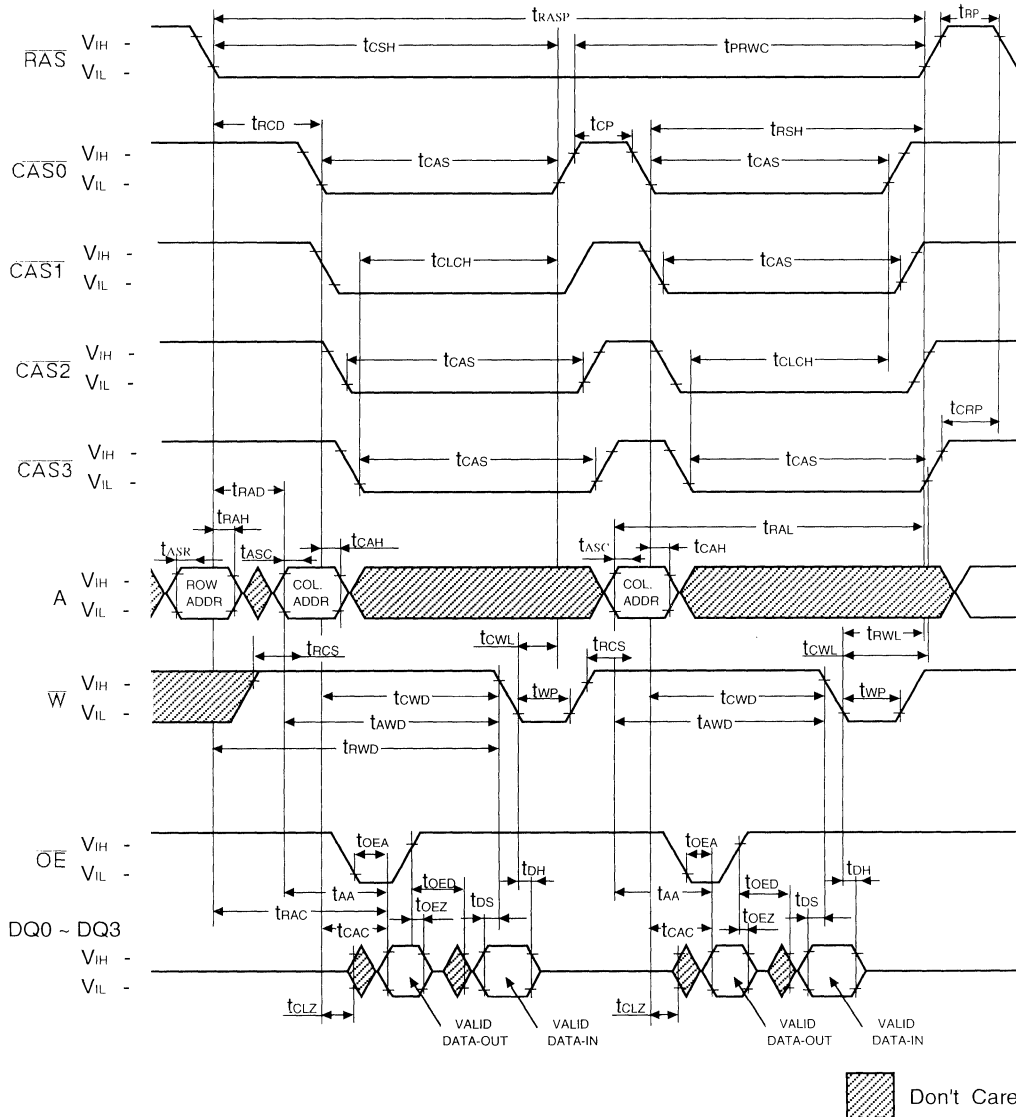 tRASP
tRP
RAS VIH - tCSH tPRWC
VIL -
tRCD tCP tRSH
CAS0 VIH - tCAS tCAS
VIL -
CAS1 VIH - tCLCH tCAS
VIL -
CAS2 VIH - tCAS tCLCH
VIL -
tCRP
CAS3 VIH - tCAS tCAS
VIL -
tRAD
tRAH tRAL
tASR tASC tCAH tASC tCAH
A VIH - ROW ADDR COL. ADDR COL. ADDR
VIL -
tCWL tRWL
tRCS tRCS tCWL
W VIH - tCWD tWP tCWD tWP
VIL - tAWD tAWD
tRWD
OE VIH - tOEA tOEA
VIL - tDH tDH
tAA tOED tAA tOED
tRAC tOEZ tDS tOEZ tDS
DQ0 ~ DQ3 tCAC tCAC
VIH -
VIL -
tCLZ tCLZ
VALID DATA-OUT VALID DATA-IN VALID DATA-OUT VALID DATA-IN
Don't Care